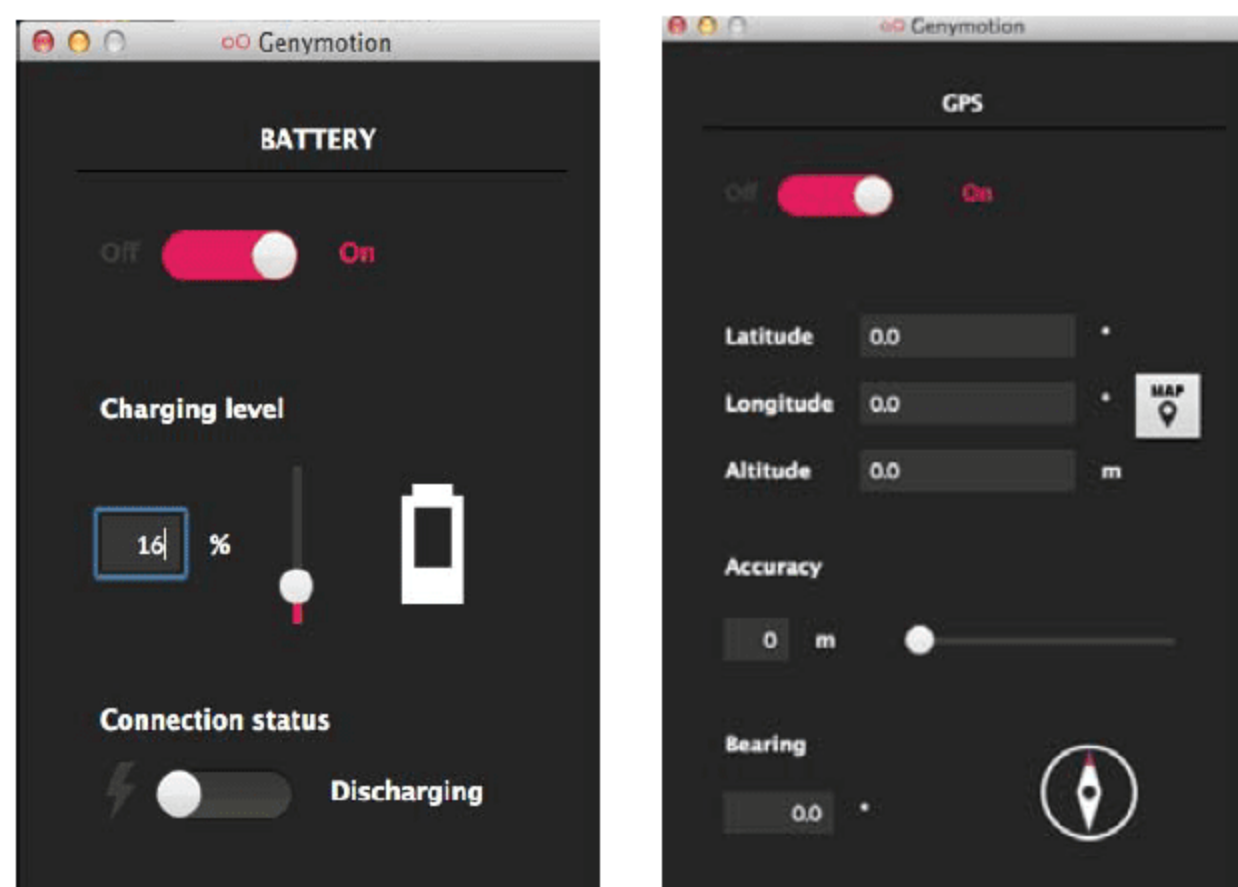 Genymotion
BATTERY
Off On
Charging level
16 %
Connection status
Discharging
Genymotion
GPS
Off On
Latitude 0.0 °
Longitude 0.0 °
MAP
Altitude 0.0 m
Accuracy
0 m
Bearing
0.0 °